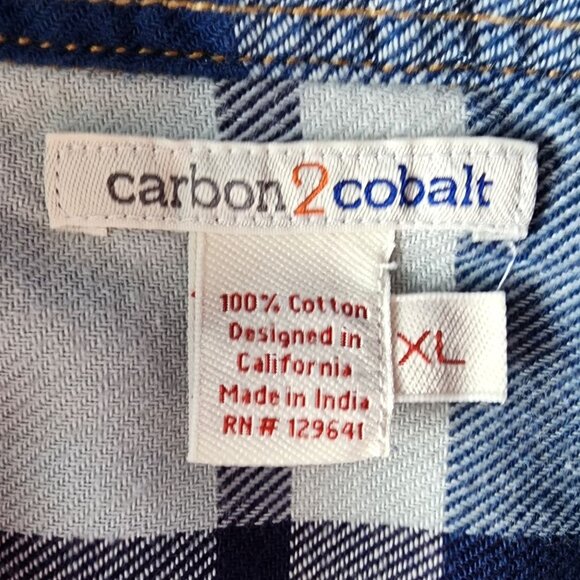 carbon2cobalt
100% Cotton
Designed in
California
Made in India
RN# 129641
XL